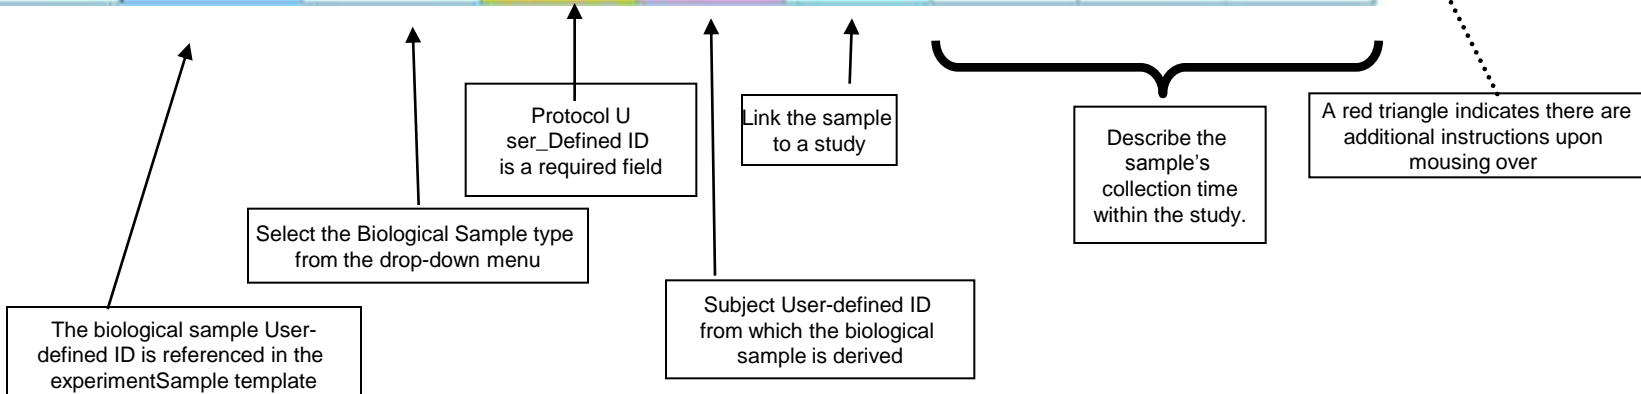 Protocol U
ser_Defined ID
is a required field
Link the sample
to a study
Describe the
sample's
collection time
within the study.
A red triangle indicates there are
additional instructions upon
mousing over
Select the Biological Sample type
from the drop-down menu
Subject User-defined ID
from which the biological
sample is derived
The biological sample User-
defined ID is referenced in the
experimentSample template